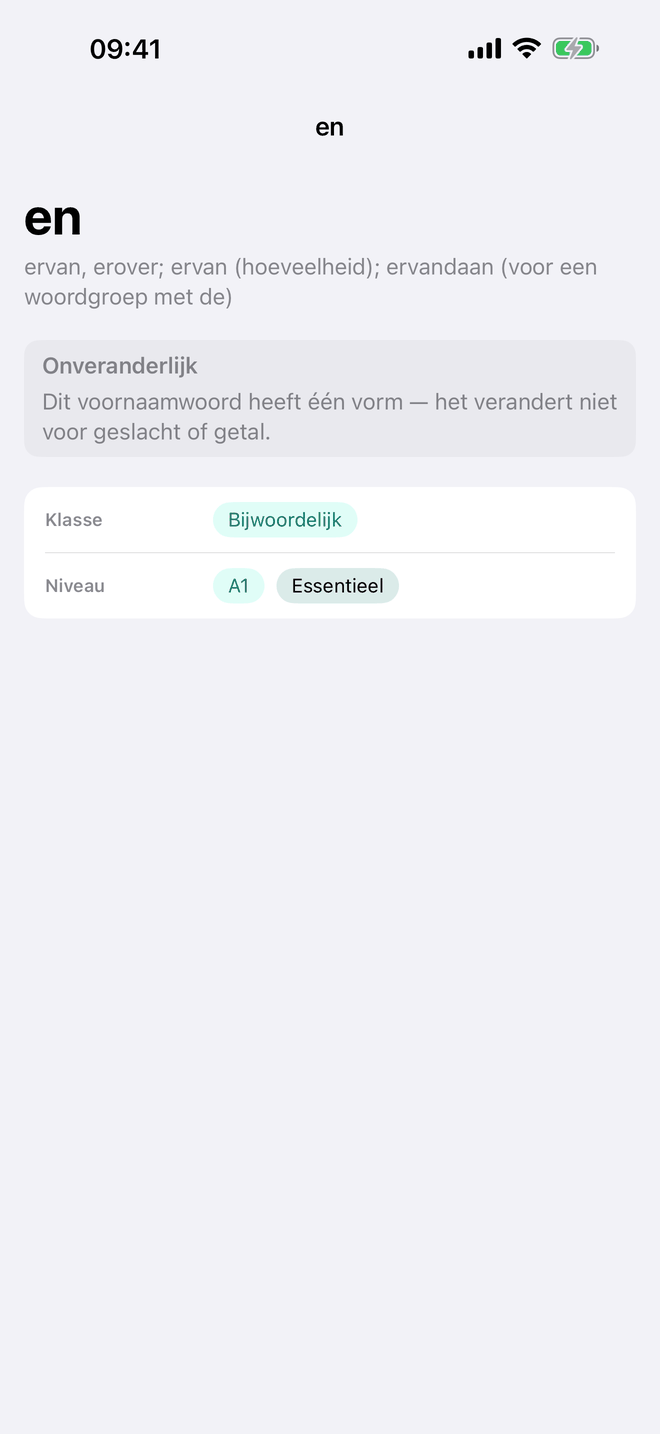 09:41
en
en
ervan, erover; ervan (hoeveelheid); ervandaan (voor een
woordgroep met de)
Onveranderlijk
Dit voornaamwoord heeft één vorm — het verandert niet
voor geslacht of getal.
Klasse Bijwoordelijk
Niveau A1 Essentieel